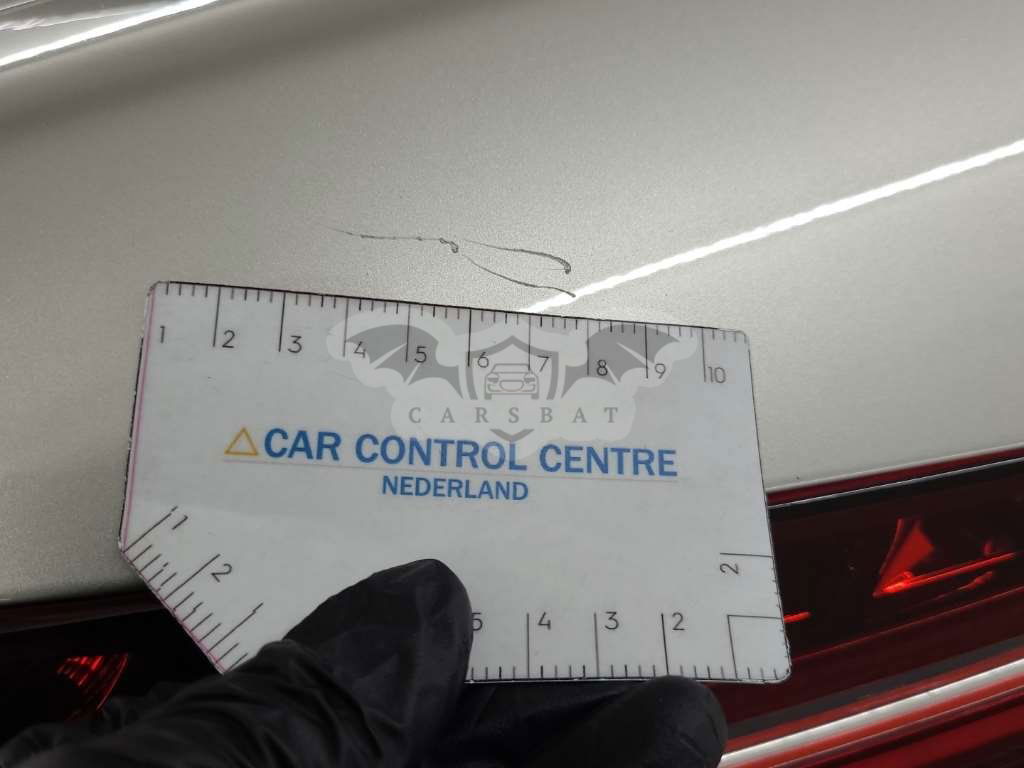 1 2 3 4 5 6 7 8 9 10
CARSBAT
CAR CONTROL CENTRE
NEDERLAND
1
2
2
5 4 3 2